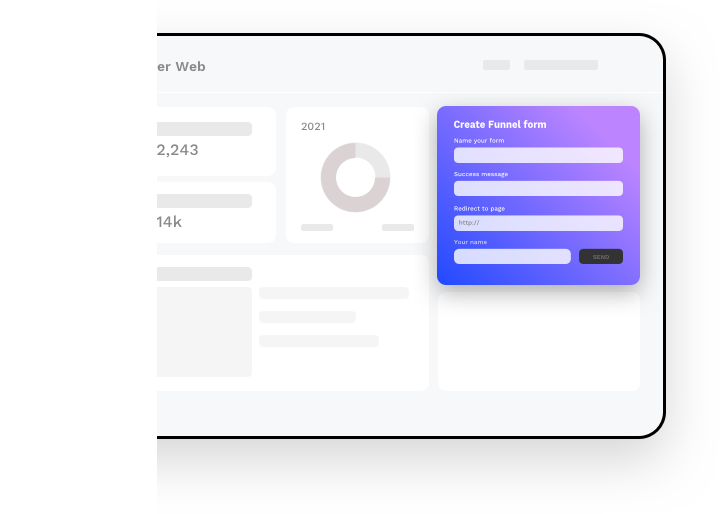 er Web
2,243
14k
2021
Create Funnel form
Name your form
Success message
Redirect to page
http://
Your name
SEND